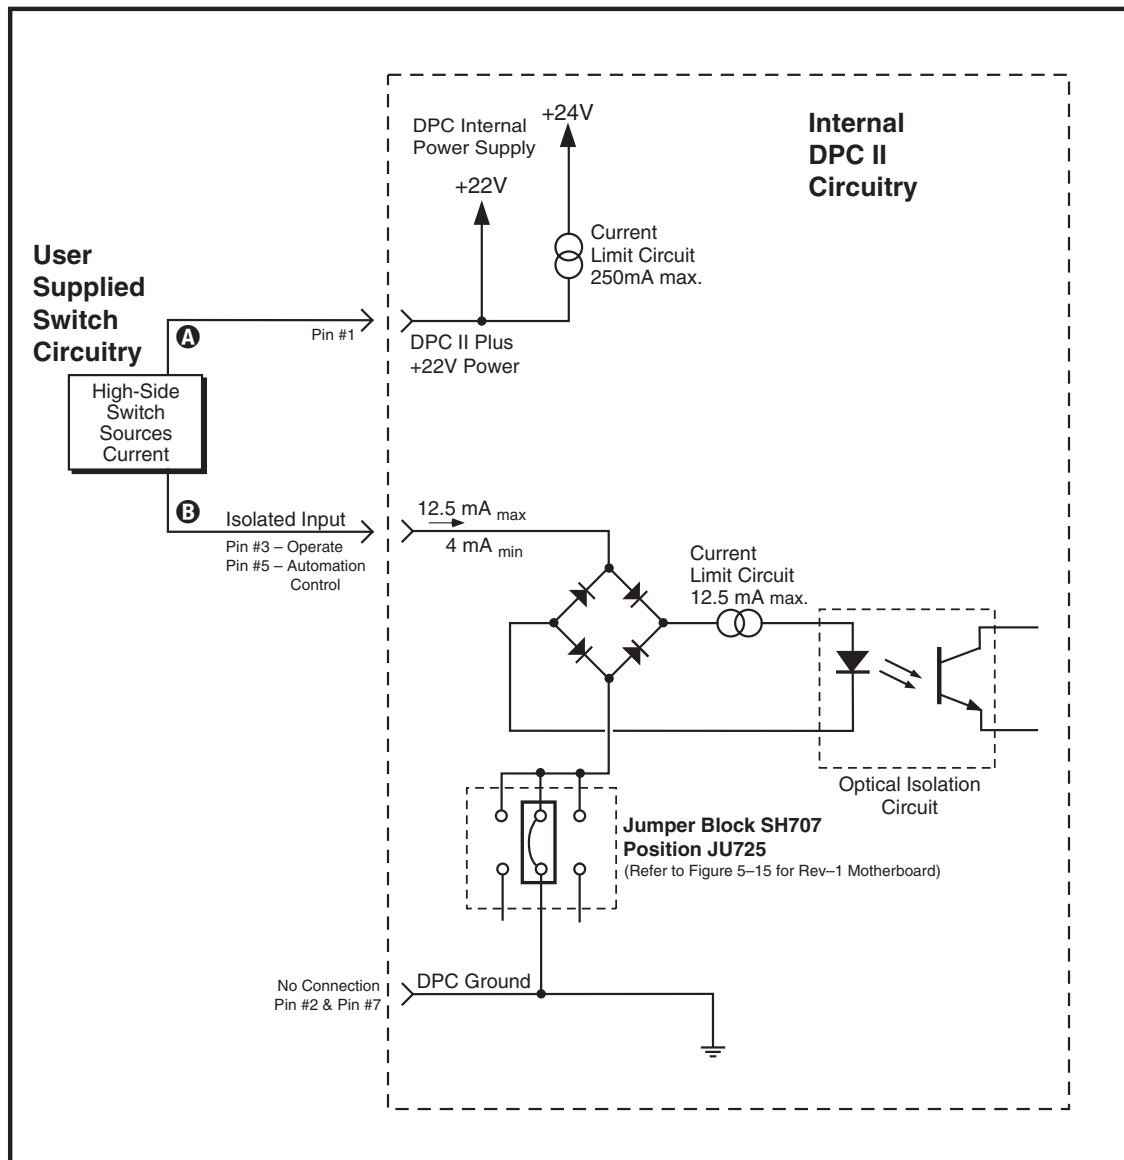 DPC Internal
Power Supply
+24V
+22V
Internal
DPC II
Circuitry
Current
Limit Circuit
250mA max.
User
Supplied
Switch
Circuitry
A
Pin #1
DPC II Plus
+22V Power
High-Side
Switch
Sources
Current
B
Isolated Input
Pin #3 – Operate
Pin #5 – Automation
Control
12.5 mA max
4 mA min
Current
Limit Circuit
12.5 mA max.
Optical Isolation
Circuit
Jumper Block SH707
Position JU725
(Refer to Figure 5–15 for Rev–1 Motherboard)
No Connection
Pin #2 & Pin #7
DPC Ground